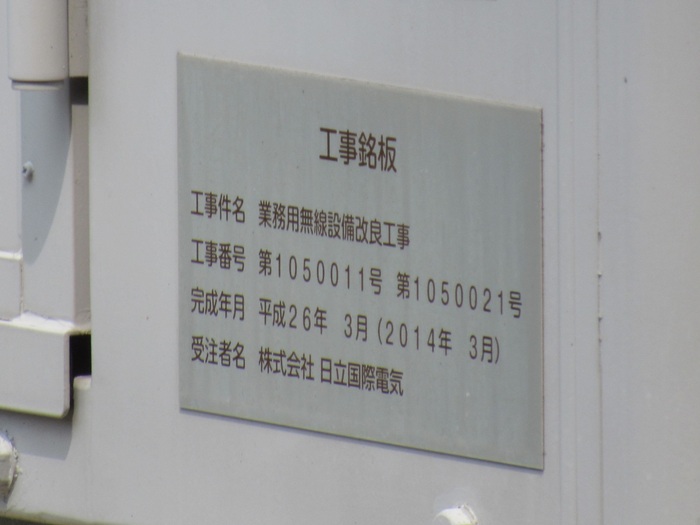 工事銘板
工事件名 業務用無線設備改良工事
工事番号 第1050011号 第1050021号
完成年月 平成26年 3月(2014年 3月)
受注者名 株式会社 日立国際電気